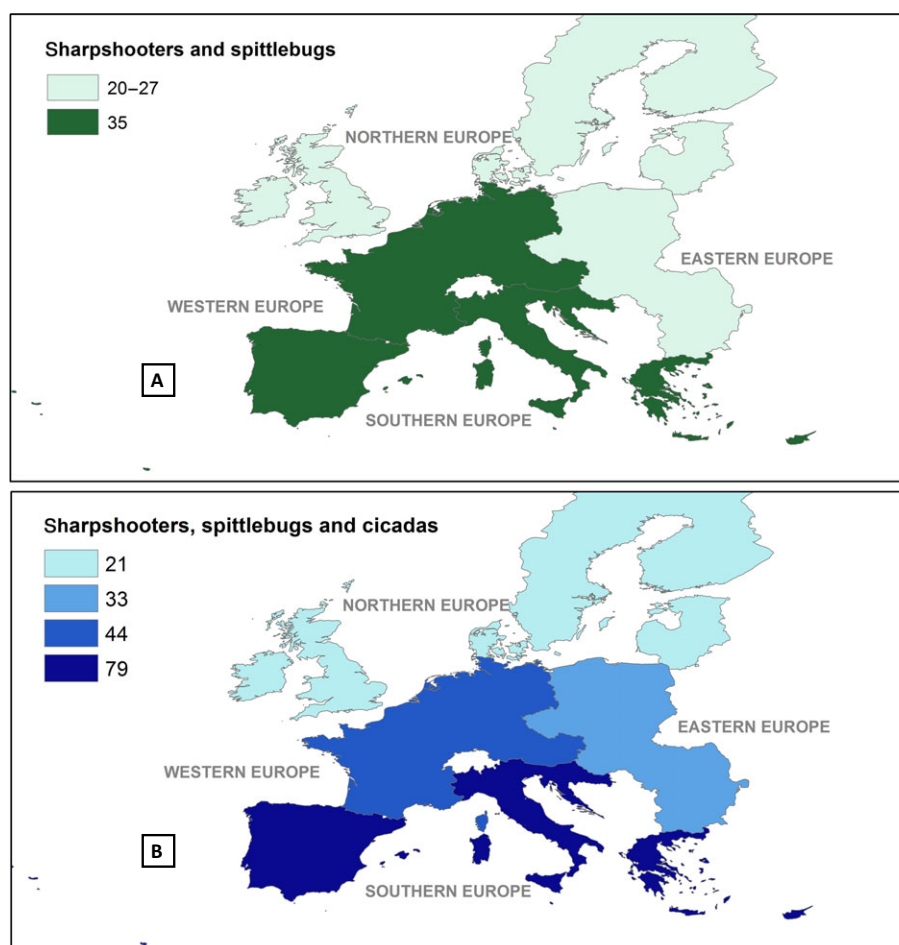 Sharpshooters and spittlebugs
20–27
35
NORTHERN EUROPE
EASTERN EUROPE
WESTERN EUROPE
A
SOUTHERN EUROPE
Sharpshooters, spittlebugs and cicadas
21
33
44
79
NORTHERN EUROPE
EASTERN EUROPE
WESTERN EUROPE
B
SOUTHERN EUROPE